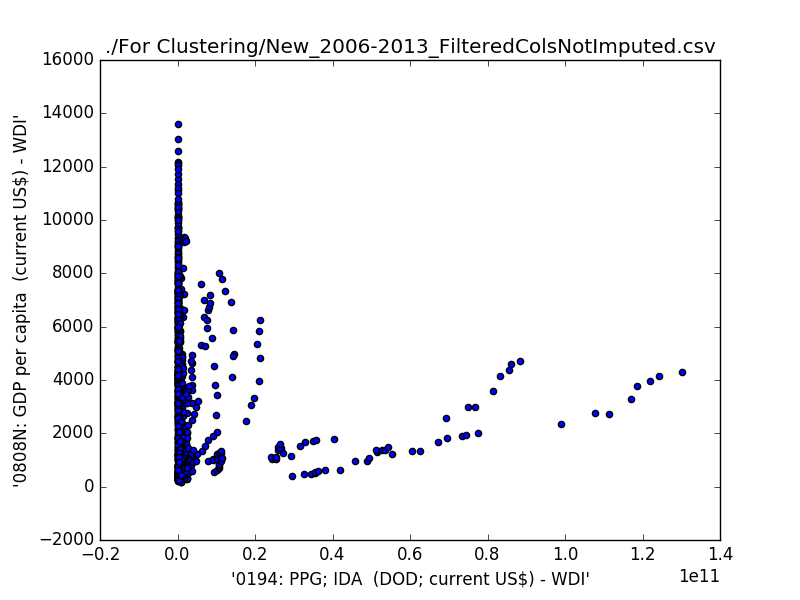 ./For Clustering/New_2006-2013_FilteredColsNotImputed.csv
16000
14000
12000
10000
8000
6000
4000
2000
0
−2000
'0808N: GDP per capita  (current US$) - WDI'
−0.2 0.0 0.2 0.4 0.6 0.8 1.0 1.2 1.4
1e11
'0194: PPG; IDA  (DOD; current US$) - WDI'